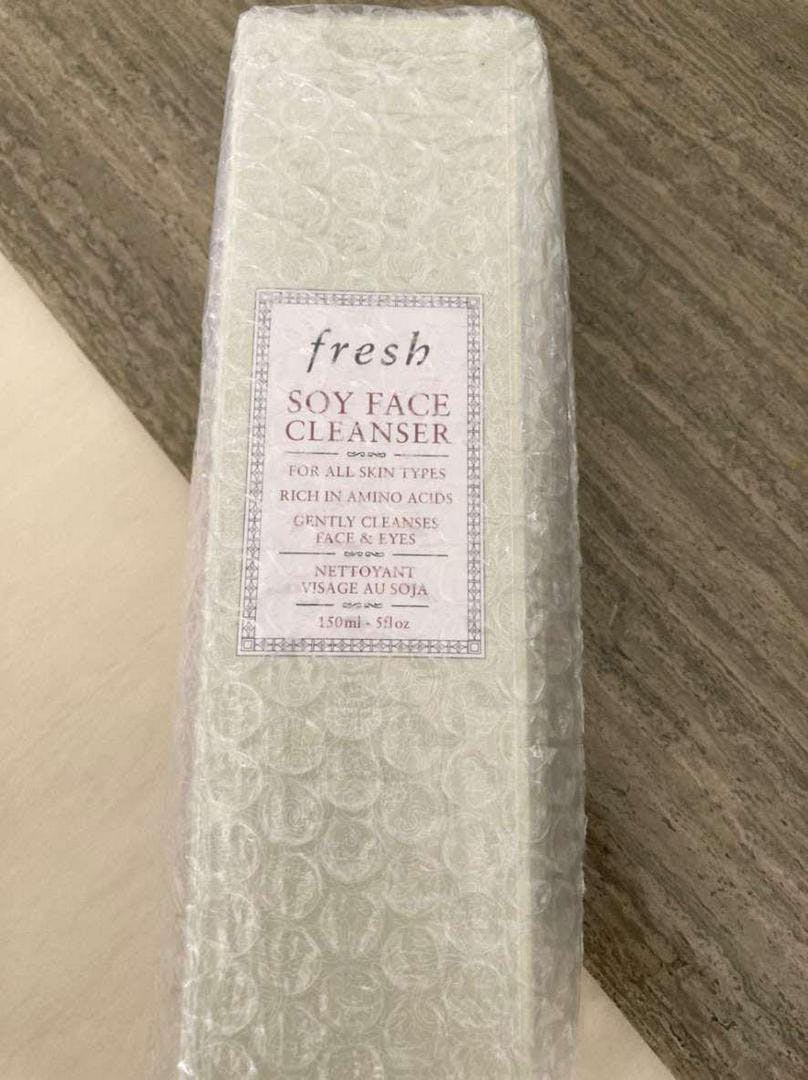 fresh
SOY FACE
CLEANSER
FOR ALL SKIN TYPES
RICH IN AMINO ACIDS
GENTLY CLEANSES
FACE & EYES
NETTOYANT
VISAGE AU SOJA
150ml - 5fl oz